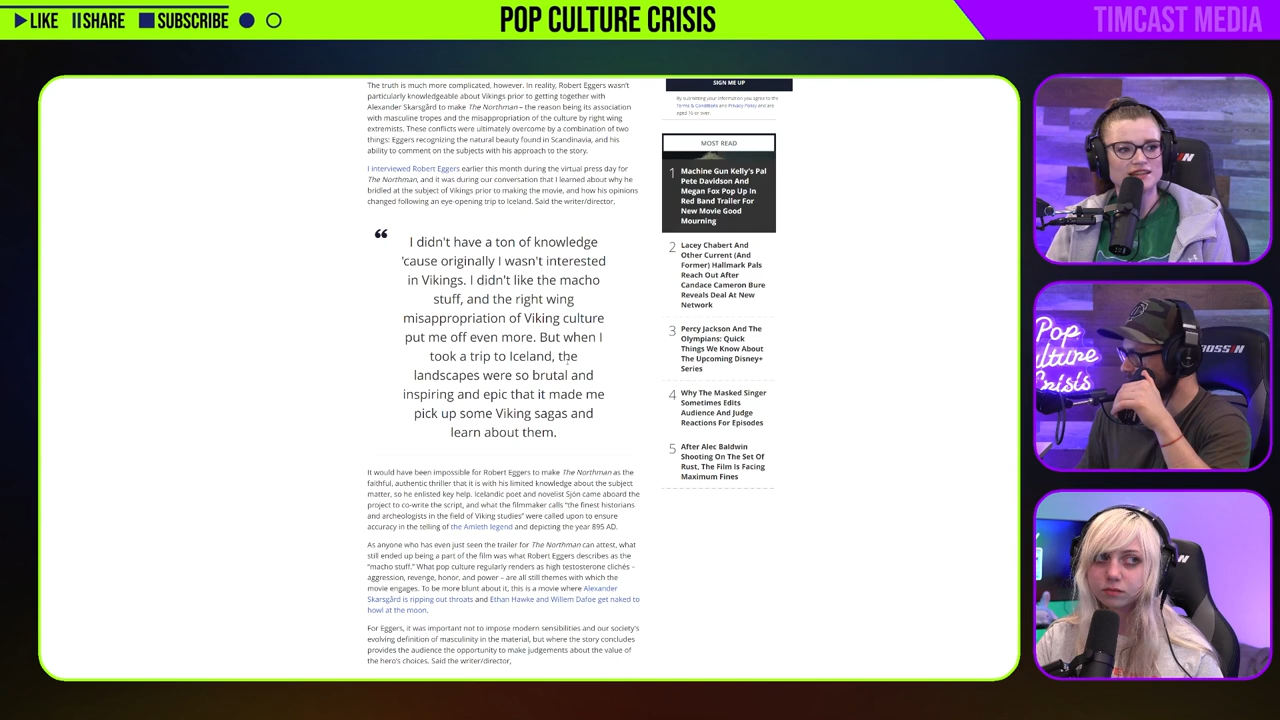 LIKE SHARE SUBSCRIBE
POP CULTURE CRISIS
TIMCAST MEDIA
The truth is much more complicated, however. In reality, Robert Eggers wasn't
particularly knowledgeable about Vikings prior to getting together with
Alexander Skarsgård to make The Northman – the reason being its association
with masculine tropes and the misappropriation of the culture by right wing
extremists. These conflicts were ultimately overcome by a combination of two
things: Eggers recognizing the natural beauty found in Scandinavia, and his
ability to comment on the subjects with his approach to the story.
I interviewed Robert Eggers earlier this month during the virtual press day for
The Northman, and it was during our conversation that I learned about why he
bridled at the subject of Vikings prior to making the movie, and how his opinions
changed following an eye-opening trip to Iceland. Said the writer/director,
“ I didn't have a ton of knowledge
'cause originally I wasn't interested
in Vikings. I didn't like the macho
stuff, and the right wing
misappropriation of Viking culture
put me off even more. But when I
took a trip to Iceland, the
landscapes were so brutal and
inspiring and epic that it made me
pick up some Viking sagas and
learn about them.
It would have been impossible for Robert Eggers to make The Northman as the
faithful, authentic thriller that it is with his limited knowledge about the subject
matter, so he enlisted key help. Icelandic poet and novelist Sjón came aboard the
project to co-write the script, and what the filmmaker calls “the finest historians
and archeologists in the field of Viking studies” were called upon to ensure
accuracy in the telling of the Amleth legend and depicting the year 895 AD.
As anyone who has even just seen the trailer for The Northman can attest, what
still ended up being a part of the film was what Robert Eggers describes as the
“macho stuff.” What pop culture regularly renders as high testosterone clichés –
aggression, revenge, honor, and power – are all still themes with which the
movie engages. To be more blunt about it, this is a movie where Alexander
Skarsgård is ripping out throats and Ethan Hawke and Willem Dafoe get naked to
howl at the moon.
For Eggers, it was important not to impose modern sensibilities and our society's
evolving definition of masculinity in the material, but where the story concludes
provides the audience the opportunity to make judgements about the value of
the hero's choices. Said the writer/director,
SIGN ME UP
By submitting your information you agree to the
Terms & Conditions and Privacy Policy and are
aged 16 or over.
MOST READ
1 Machine Gun Kelly's Pal
Pete Davidson And
Megan Fox Pop Up In
Red Band Trailer For
New Movie Good
Mourning
2 Lacey Chabert And
Other Current (And
Former) Hallmark Pals
Reach Out After
Candace Cameron Bure
Reveals Deal At New
Network
3 Percy Jackson And The
Olympians: Quick
Things We Know About
The Upcoming Disney+
Series
4 Why The Masked Singer
Sometimes Edits
Audience And Judge
Reactions For Episodes
5 After Alec Baldwin
Shooting On The Set Of
Rust, The Film Is Facing
Maximum Fines
Pop
ulture
Crisis